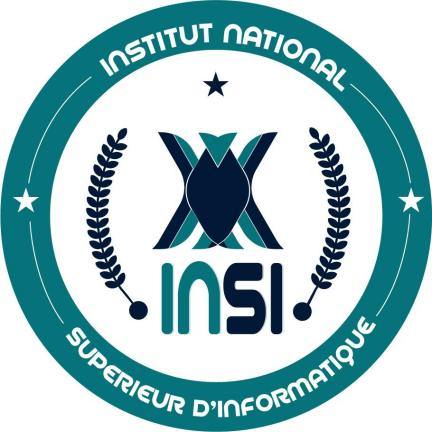 INSTITUT NATIONAL
INSI
SUPERIEUR D'INFORMATIQUE